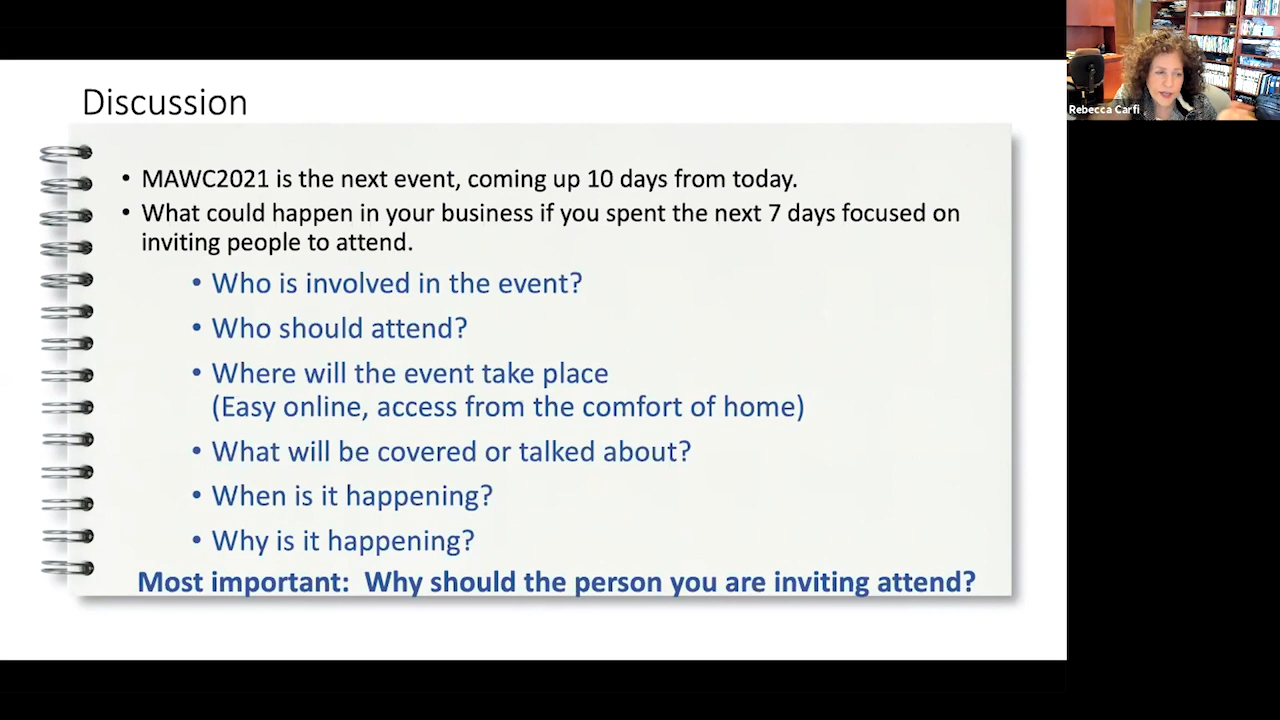 Discussion
• MAWC2021 is the next event, coming up 10 days from today.
• What could happen in your business if you spent the next 7 days focused on
inviting people to attend.
• Who is involved in the event?
• Who should attend?
• Where will the event take place
(Easy online, access from the comfort of home)
• What will be covered or talked about?
• When is it happening?
• Why is it happening?
Most important:  Why should the person you are inviting attend?
Rebecca Carfi